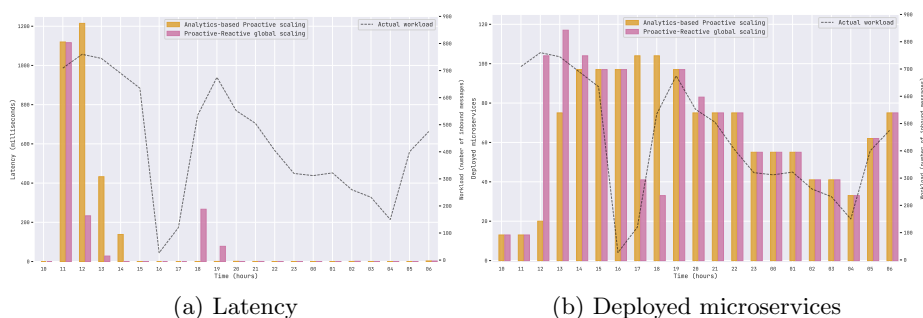 Analytics-based Proactive scaling
Proactive-Reactive global scaling
Actual workload
Latency (milliseconds)
1200
1000
800
600
400
200
0
900
800
700
600
500
400
300
200
100
0
Workload (number of inbound messages)
10 11 12 13 14 15 16 17 18 19 20 21 22 23 00 01 02 03 04 05 06
Time (hours)
(a) Latency
Analytics-based Proactive scaling
Proactive-Reactive global scaling
Actual workload
Deployed microservices
120
100
80
60
40
20
0
900
800
700
600
500
400
300
200
100
0
Workload (number of inbound
10 11 12 13 14 15 16 17 18 19 20 21 22 23 00 01 02 03 04 05 06
Time (hours)
(b) Deployed microservices